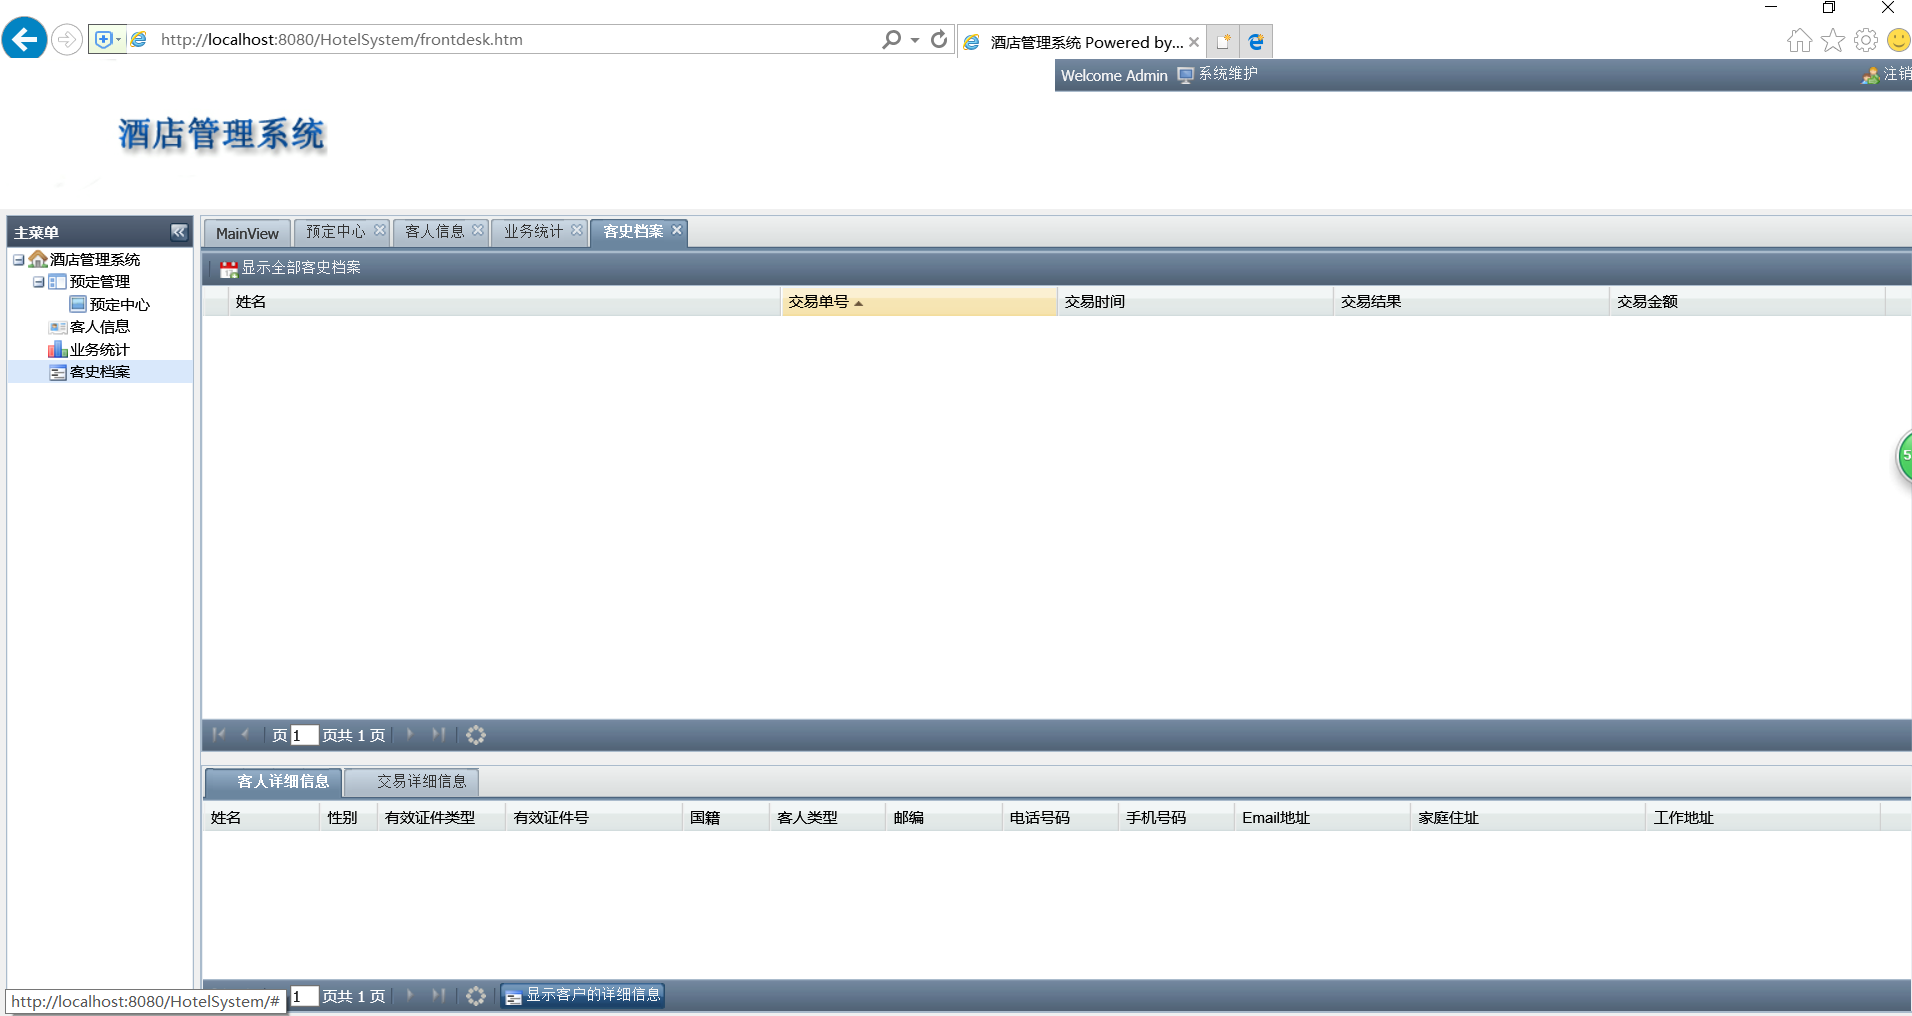 http://localhost:8080/HotelSystem/frontdesk.htm
酒店管理系统 Powered by...
Welcome Admin 系统维护
注销
酒店管理系统
主菜单
酒店管理系统
预定管理
预定中心
客人信息
业务统计
客史档案
MainView 预定中心 客人信息 业务统计 客史档案
显示全部客史档案
姓名 交易单号 交易时间 交易结果 交易金额
5
页 1 页共 1 页
客人详细信息 交易详细信息
姓名 性别 有效证件类型 有效证件号 国籍 客人类型 邮编 电话号码 手机号码 Email地址 家庭住址 工作地址
1 页共 1 页 显示客户的详细信息
http://localhost:8080/HotelSystem/#